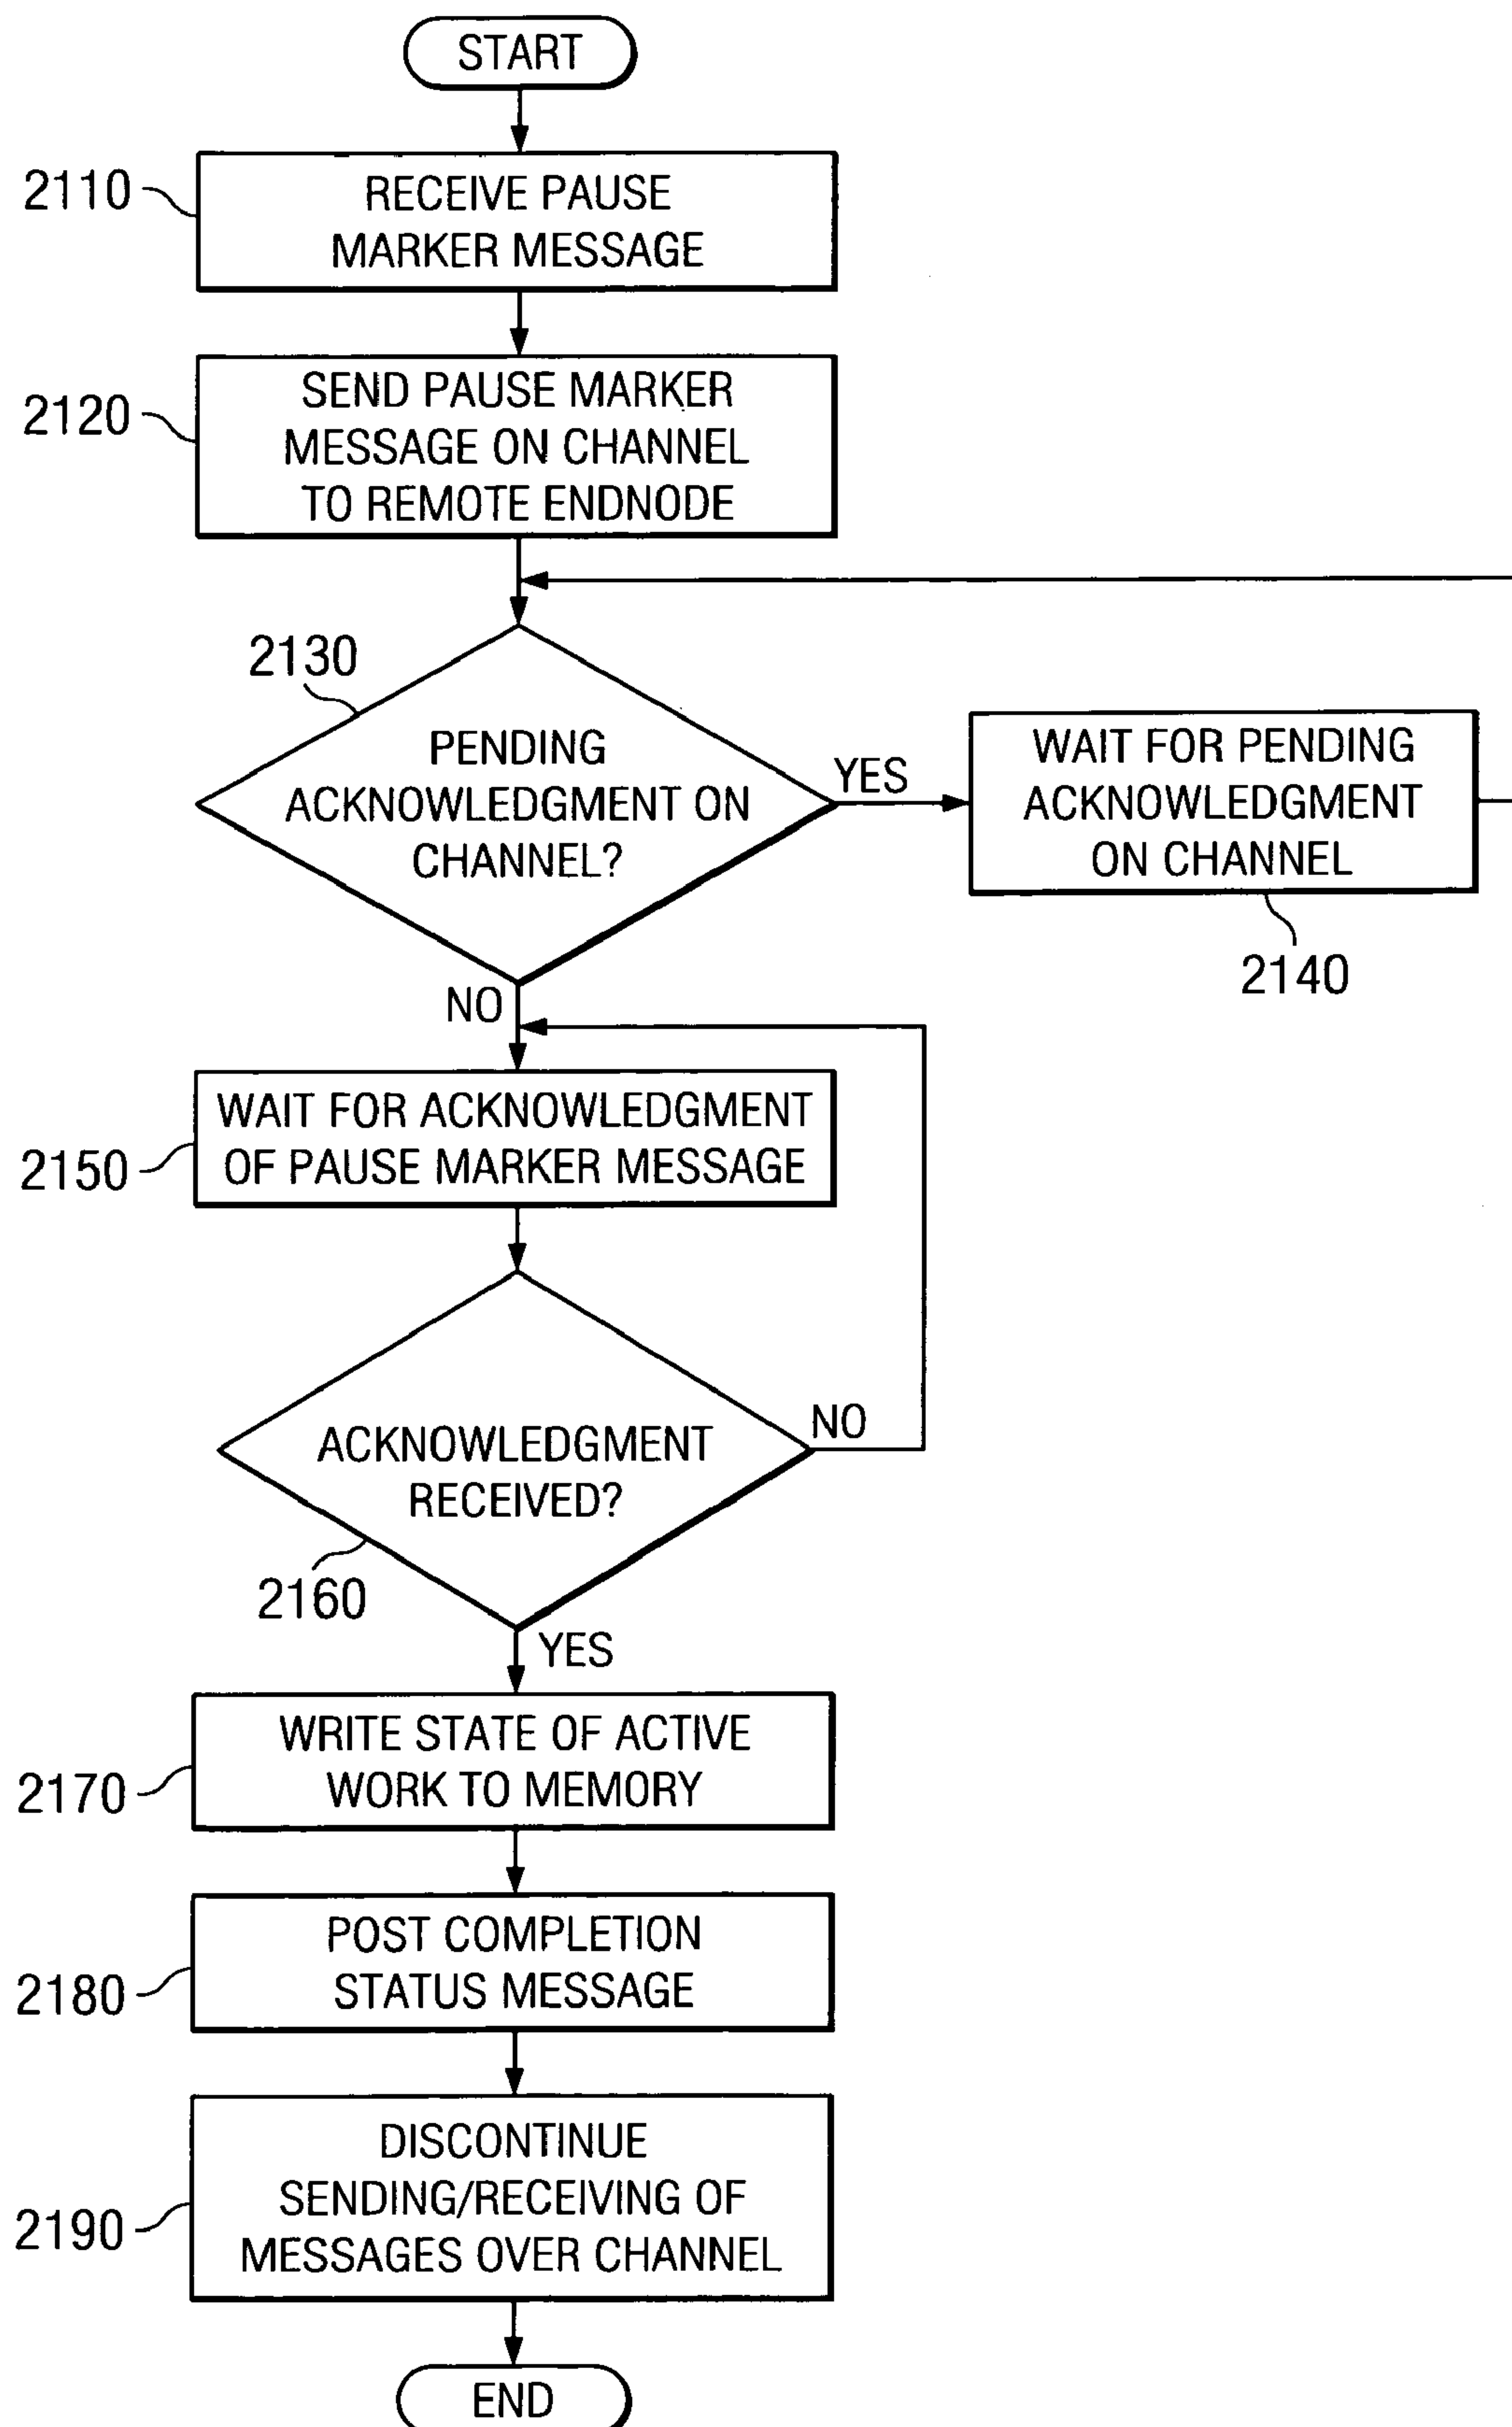 START
2110
RECEIVE PAUSE
MARKER MESSAGE
2120
SEND PAUSE MARKER
MESSAGE ON CHANNEL
TO REMOTE ENDNODE
2130
PENDING
ACKNOWLEDGMENT ON
CHANNEL?
YES
WAIT FOR PENDING
ACKNOWLEDGMENT
ON CHANNEL
2140
NO
2150
WAIT FOR ACKNOWLEDGMENT
OF PAUSE MARKER MESSAGE
ACKNOWLEDGMENT
RECEIVED?
NO
2160
YES
2170
WRITE STATE OF ACTIVE
WORK TO MEMORY
2180
POST COMPLETION
STATUS MESSAGE
2190
DISCONTINUE
SENDING/RECEIVING OF
MESSAGES OVER CHANNEL
END